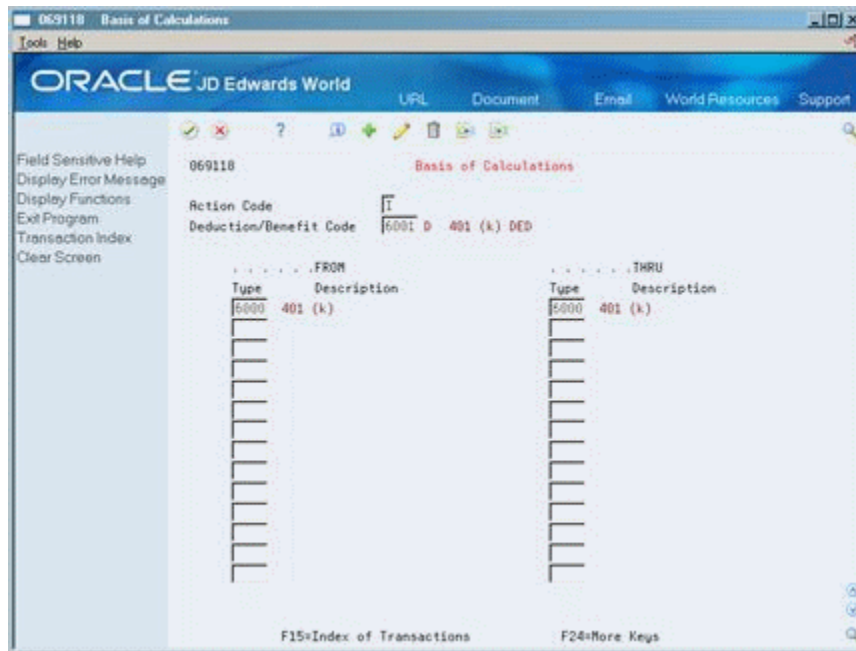 069118 Basis of Calculations
Tools Help
ORACLE JD Edwards World
URL Document Email World Resources Support
Field Sensitive Help
Display Error Message
Display Functions
Exit Program
Transaction Index
Clear Screen
069118 Basis of Calculations
Action Code I
Deduction/Benefit Code 6001 D 401 (k) DED
. . . . . .FROM . . . . . .THRU
Type Description Type Description
6000 401 (k) 6000 401 (k)
F15=Index of Transactions F24=More Keys